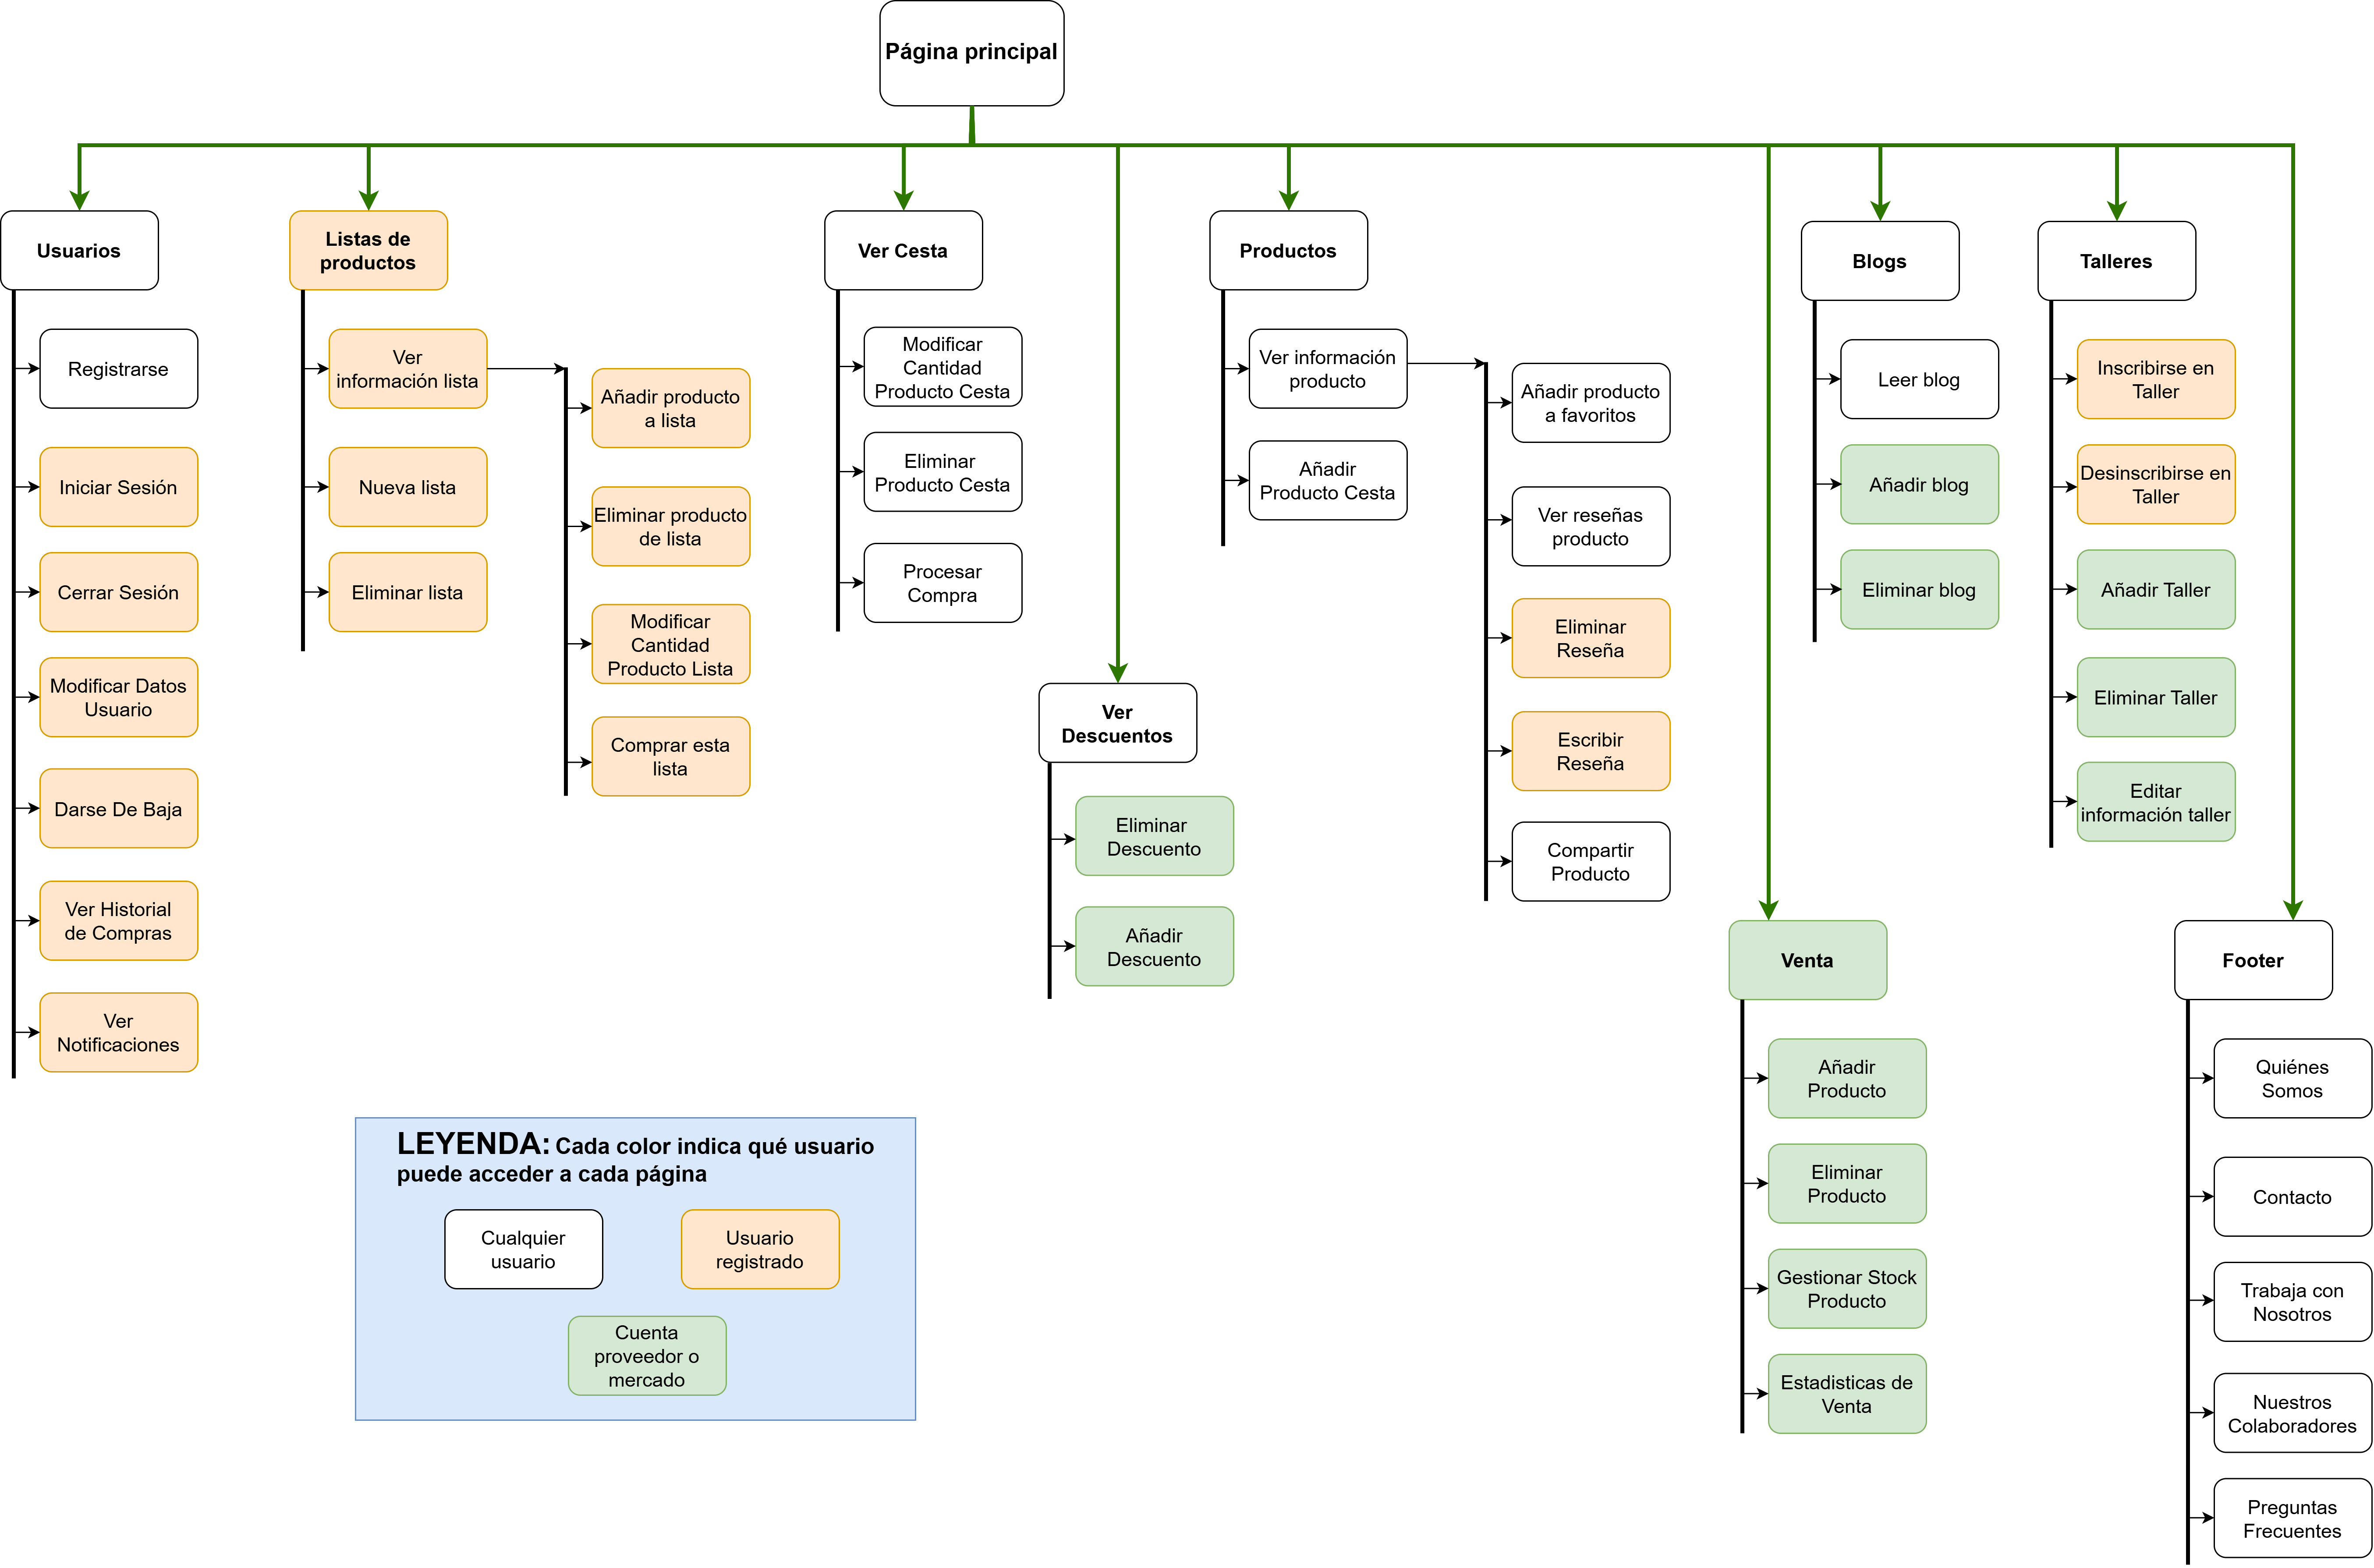 Página principal
Usuarios
Registrarse
Iniciar Sesión
Cerrar Sesión
Modificar Datos
Usuario
Darse De Baja
Ver Historial
de Compras
Ver
Notificaciones
Listas de
productos
Ver
información lista
Nueva lista
Eliminar lista
Añadir producto
a lista
Eliminar producto
de lista
Modificar
Cantidad
Producto Lista
Comprar esta
lista
Ver Cesta
Modificar
Cantidad
Producto Cesta
Eliminar
Producto Cesta
Procesar
Compra
Ver
Descuentos
Eliminar
Descuento
Añadir
Descuento
Productos
Ver información
producto
Añadir
Producto Cesta
Añadir producto
a favoritos
Ver reseñas
producto
Eliminar
Reseña
Escribir
Reseña
Compartir
Producto
Venta
Añadir
Producto
Eliminar
Producto
Gestionar Stock
Producto
Estadisticas de
Venta
Blogs
Leer blog
Añadir blog
Eliminar blog
Talleres
Inscribirse en
Taller
Desinscribirse en
Taller
Añadir Taller
Eliminar Taller
Editar
información taller
Footer
Quiénes
Somos
Contacto
Trabaja con
Nosotros
Nuestros
Colaboradores
Preguntas
Frecuentes
LEYENDA: Cada color indica qué usuario
puede acceder a cada página
Cualquier
usuario
Usuario
registrado
Cuenta
proveedor o
mercado